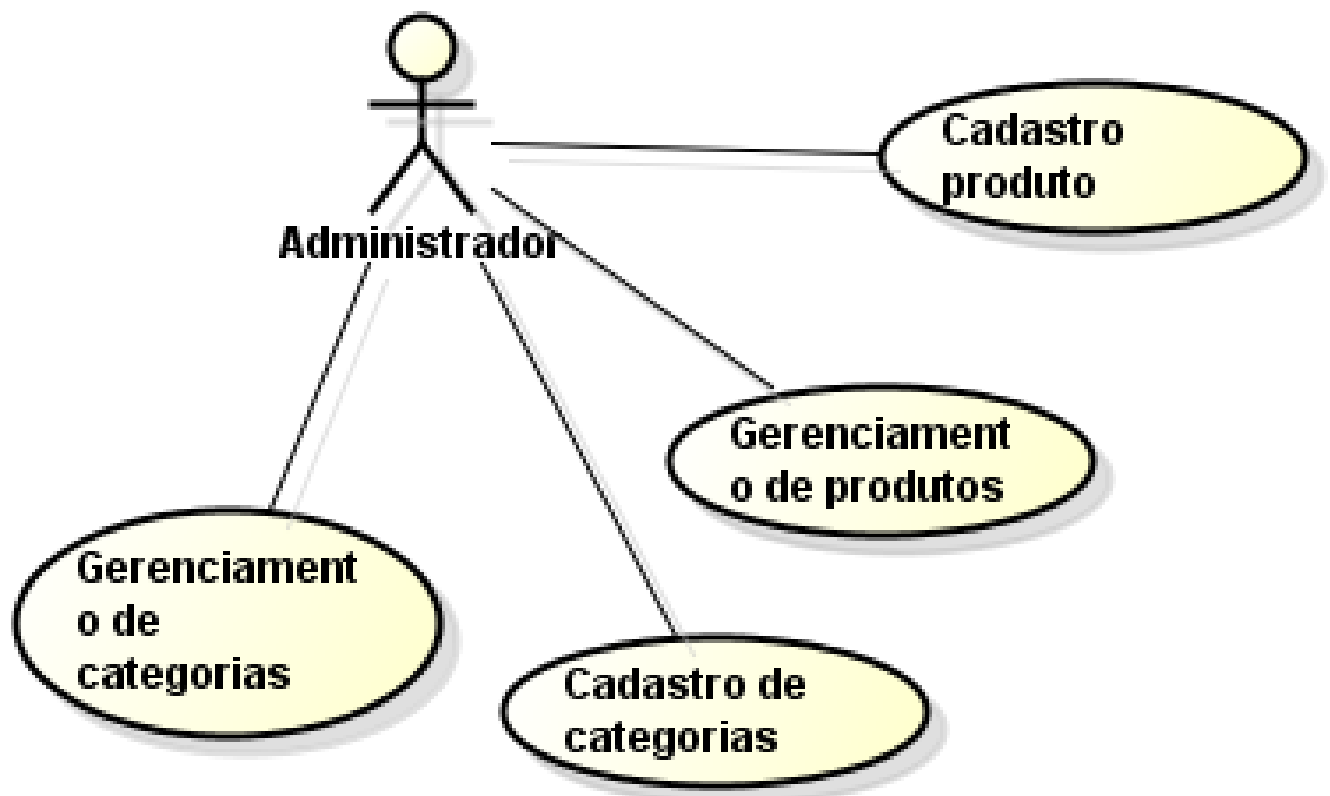 Cadastro
produto
Administrador
Gerenciament
o de produtos
Gerenciament
o de
categorias
Cadastro de
categorias